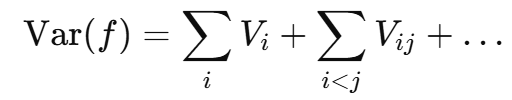 Var(f) = ∑_i V_i + ∑_{i<j} V_{ij} + …